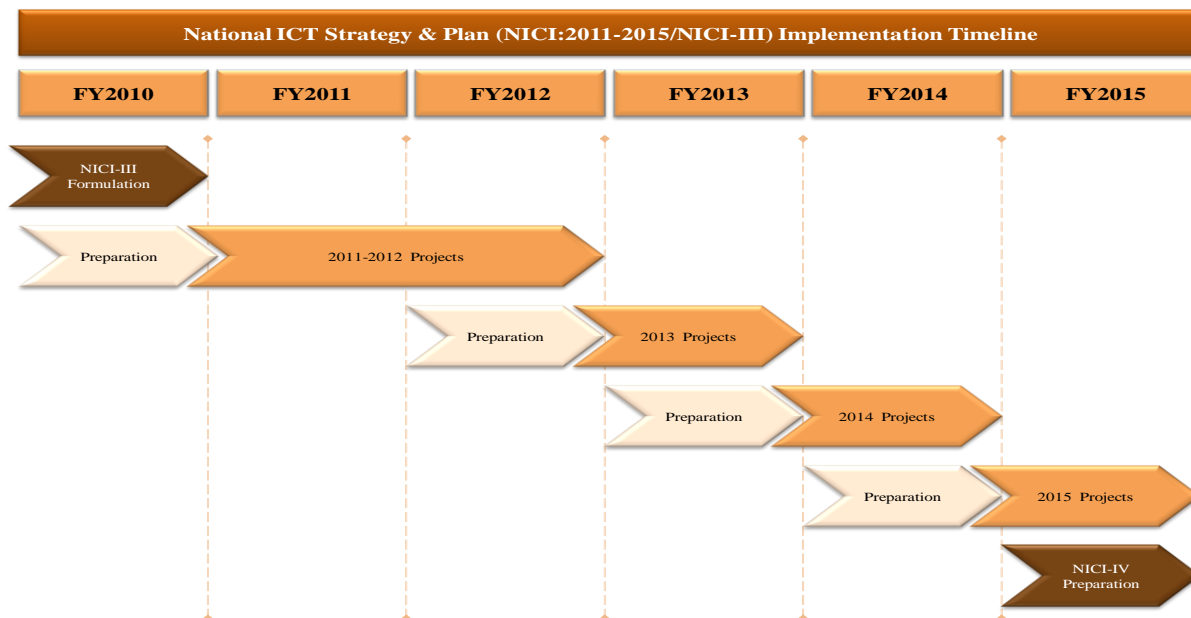 National ICT Strategy & Plan (NICI:2011-2015/NICI-III) Implementation Timeline
FY2010 FY2011 FY2012 FY2013 FY2014 FY2015
NICI-III
Formulation
Preparation 2011-2012 Projects
Preparation 2013 Projects
Preparation 2014 Projects
Preparation 2015 Projects
NICI-IV
Preparation